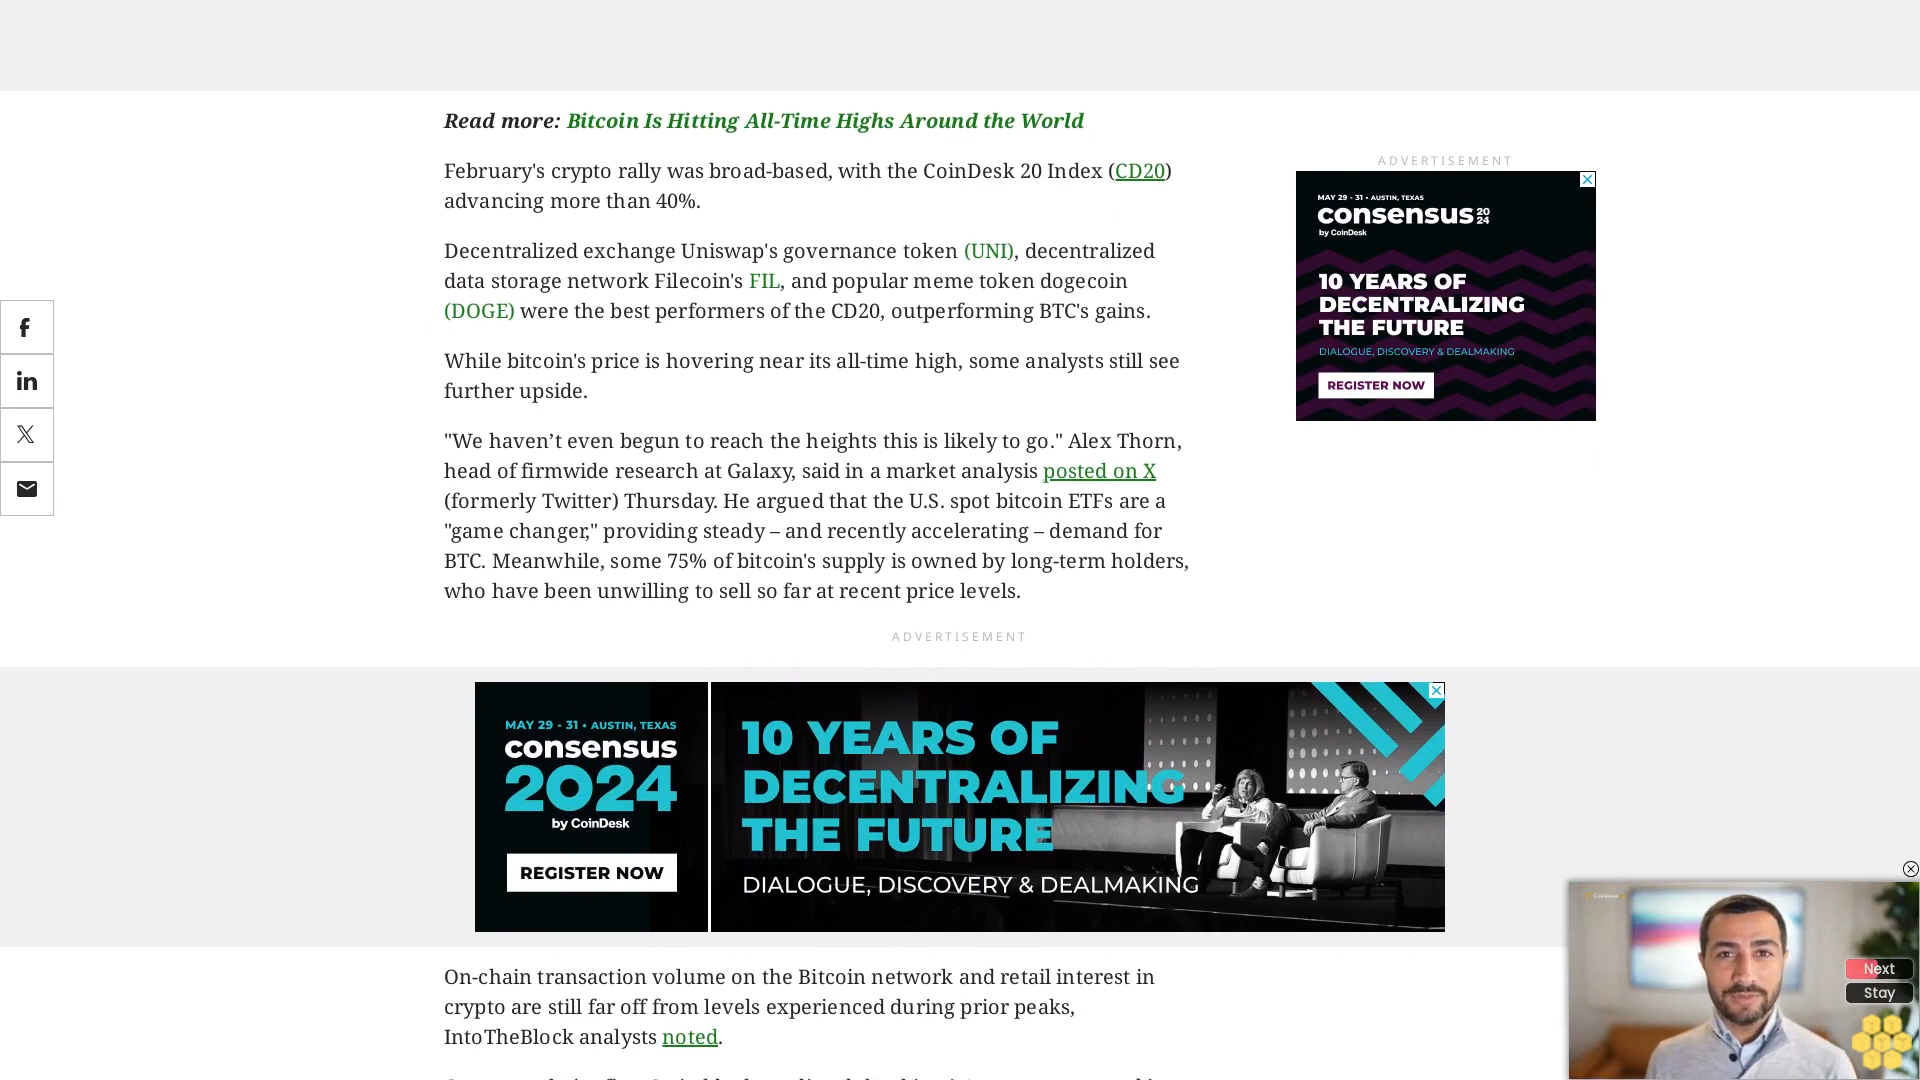 Read more: Bitcoin Is Hitting All-Time Highs Around the World
February's crypto rally was broad-based, with the CoinDesk 20 Index (CD20)
advancing more than 40%.
Decentralized exchange Uniswap's governance token (UNI), decentralized
data storage network Filecoin's FIL, and popular meme token dogecoin
(DOGE) were the best performers of the CD20, outperforming BTC's gains.
While bitcoin's price is hovering near its all-time high, some analysts still see
further upside.
"We haven’t even begun to reach the heights this is likely to go." Alex Thorn,
head of firmwide research at Galaxy, said in a market analysis posted on X
(formerly Twitter) Thursday. He argued that the U.S. spot bitcoin ETFs are a
"game changer," providing steady – and recently accelerating – demand for
BTC. Meanwhile, some 75% of bitcoin's supply is owned by long-term holders,
who have been unwilling to sell so far at recent price levels.
ADVERTISEMENT
MAY 29 - 31 • AUSTIN, TEXAS
consensus 20
24
by CoinDesk
10 YEARS OF
DECENTRALIZING
THE FUTURE
DIALOGUE, DISCOVERY & DEALMAKING
REGISTER NOW
ADVERTISEMENT
MAY 29 - 31 • AUSTIN, TEXAS
consensus
2024
by CoinDesk
REGISTER NOW
10 YEARS OF
DECENTRALIZING
THE FUTURE
DIALOGUE, DISCOVERY & DEALMAKING
On-chain transaction volume on the Bitcoin network and retail interest in
crypto are still far off from levels experienced during prior peaks,
IntoTheBlock analysts noted.
CoinDesk
Next
Stay